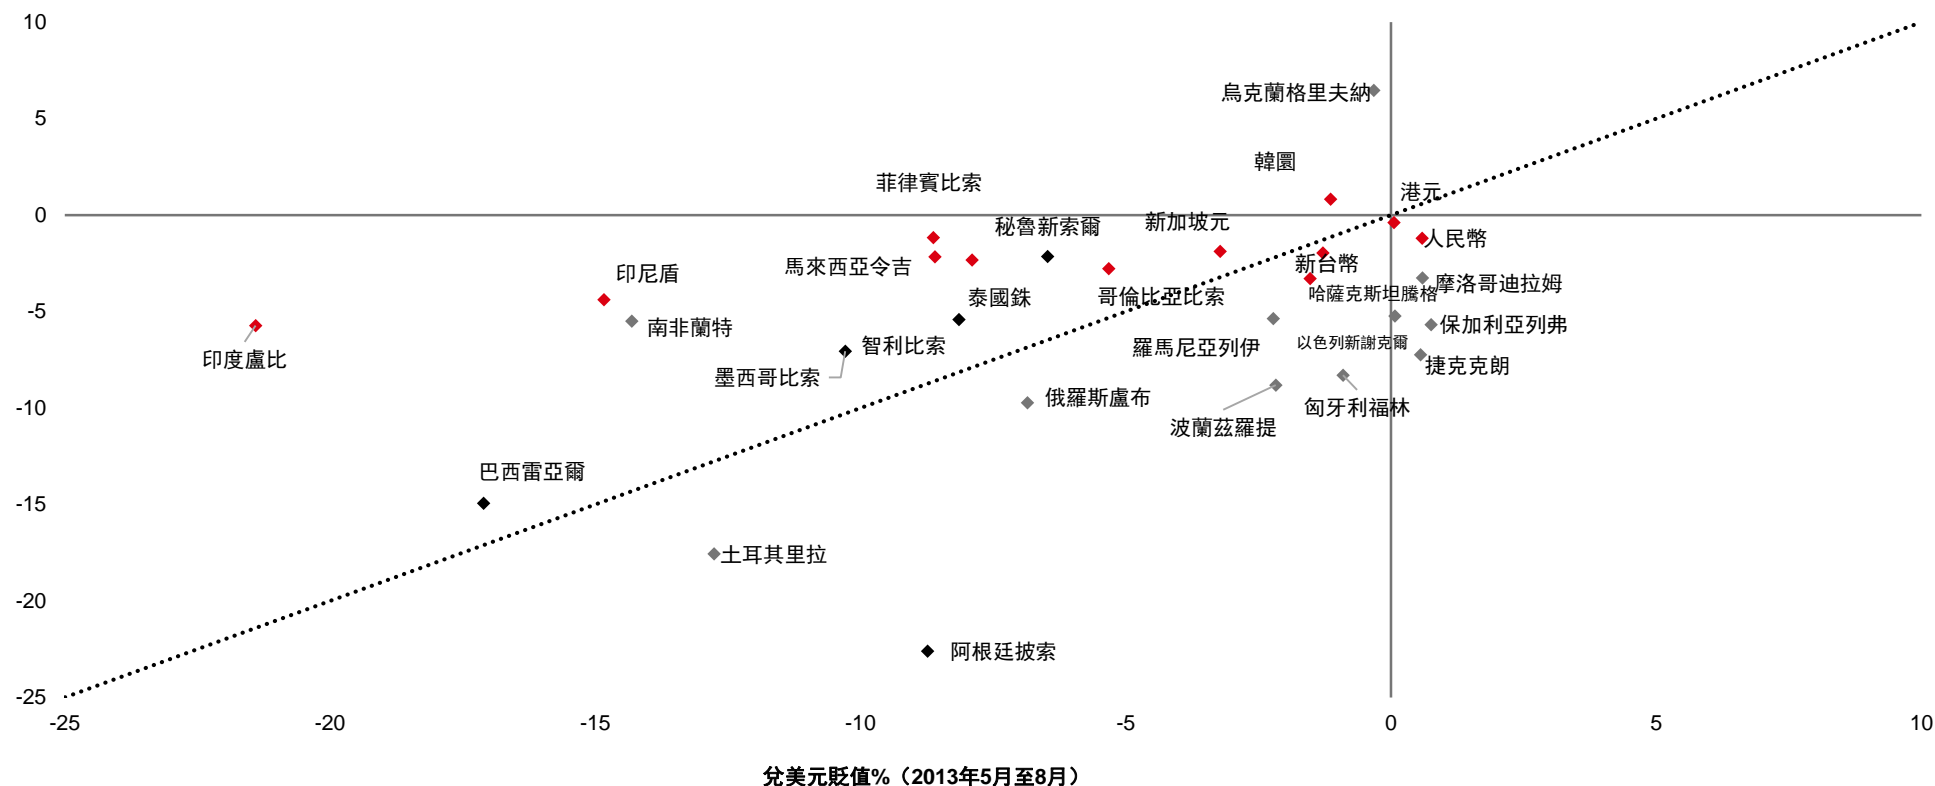 10
烏克蘭格里夫納
5
韓圜
菲律賓比索
港元
0
秘魯新索爾
新加坡元
人民幣
馬來西亞令吉
新台幣
印尼盾
摩洛哥迪拉姆
哈薩克斯坦騰格
泰國銖
哥倫比亞比索
-5
南非蘭特
保加利亞列弗
以色列新謝克爾
智利比索
羅馬尼亞列伊
印度盧比
捷克克朗
墨西哥比索
俄羅斯盧布
匈牙利福林
-10
波蘭茲羅提
巴西雷亞爾
-15
土耳其里拉
-20
阿根廷披索
-25
-25 -20 -15 -10 -5 0 5 10
兌美元貶值%（2013年5月至8月）